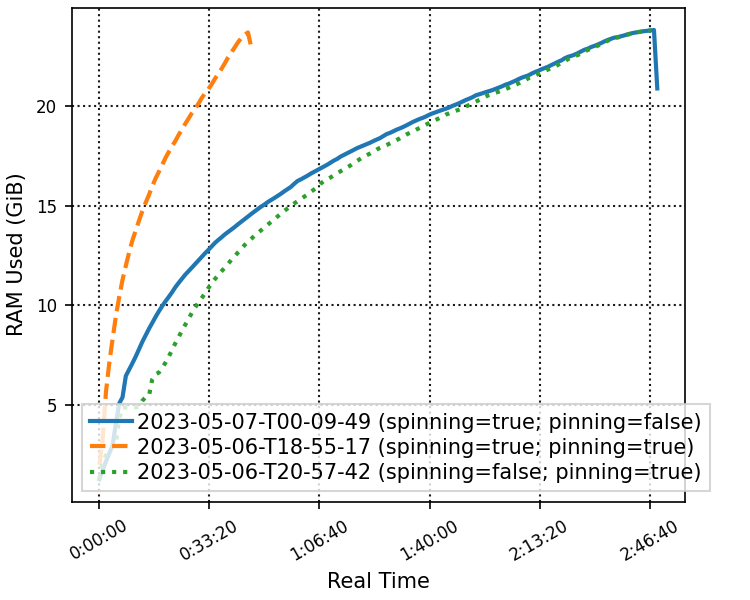 20
15
10
5
RAM Used (GiB)
2023-05-07-T00-09-49 (spinning=true; pinning=false)
2023-05-06-T18-55-17 (spinning=true; pinning=true)
2023-05-06-T20-57-42 (spinning=false; pinning=true)
0:00:00
0:33:20
1:06:40
1:40:00
2:13:20
2:46:40
Real Time